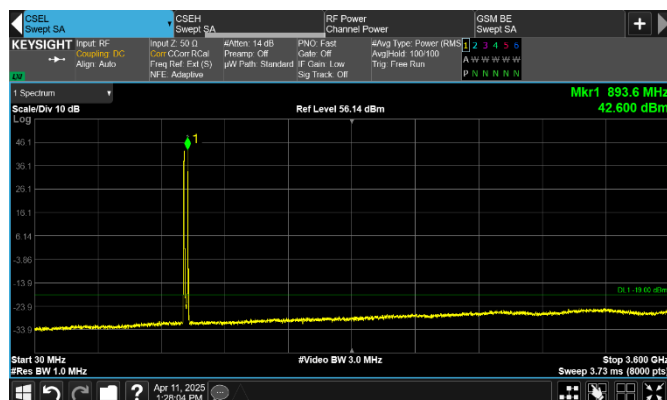 CSEL
Swept SA
CSEH
Swept SA
RF Power
Channel Power
GSM BE
Swept SA
+
KEYSIGHT
Input: RF
Coupling: DC
Align: Auto
Input Z: 50 Ω
Corr CCorr RCal
Freq Ref: Ext (S)
NFE: Adaptive
#Atten: 14 dB
Preamp: Off
µW Path: Standard
PNO: Fast
Gate: Off
IF Gain: Low
Sig Track: Off
#Avg Type: Power (RMS)
Avg|Hold: 100/100
Trig: Free Run
1 2 3 4 5 6
A W W W W W
P N N N N N
1 Spectrum
Scale/Div 10 dB
Ref Level 56.14 dBm
Mkr1 893.6 MHz
42.600 dBm
Log
46.1
36.1
26.1
16.1
6.14
-3.86
-13.9
-23.9
-33.9
1
DL1 -19.00 dBm
Start 30 MHz
#Video BW 3.0 MHz
Stop 3.600 GHz
#Res BW 1.0 MHz
Sweep 3.73 ms (8000 pts)
?
Apr 11, 2025
1:28:04 PM